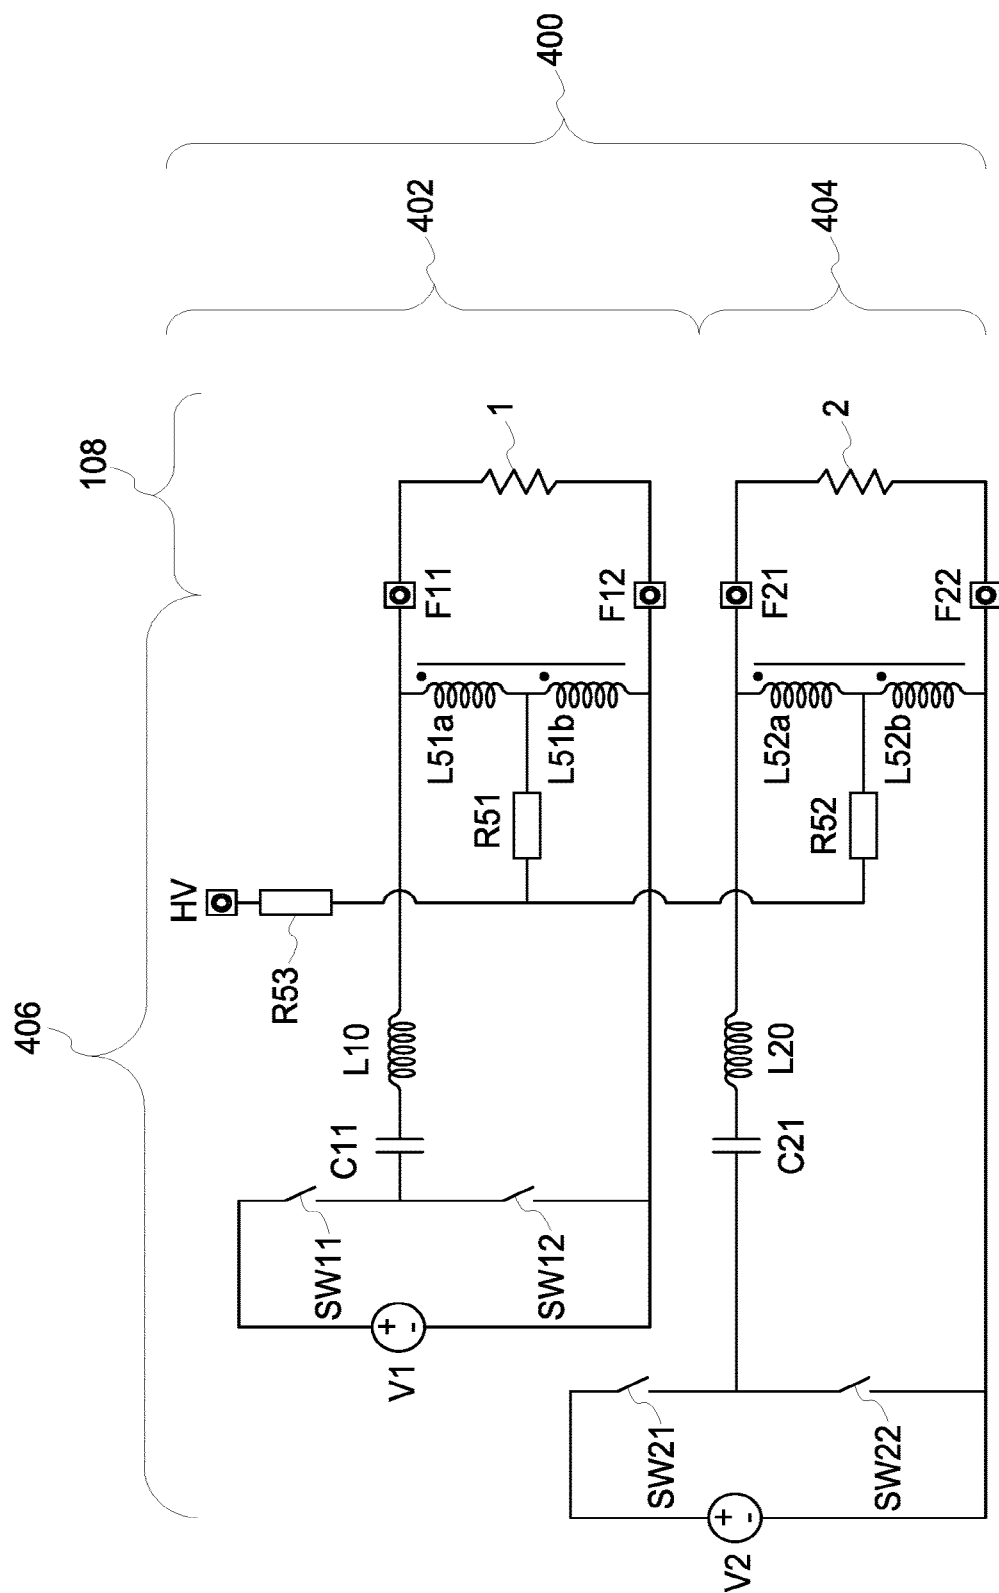 400
402
404
108
406
1
2
F11
F12
F21
F22
L51a
L51b
L52a
L52b
R51
R52
HV
R53
L10
L20
C11
C21
SW11
SW12
V1
SW21
SW22
V2
+
-
+
-